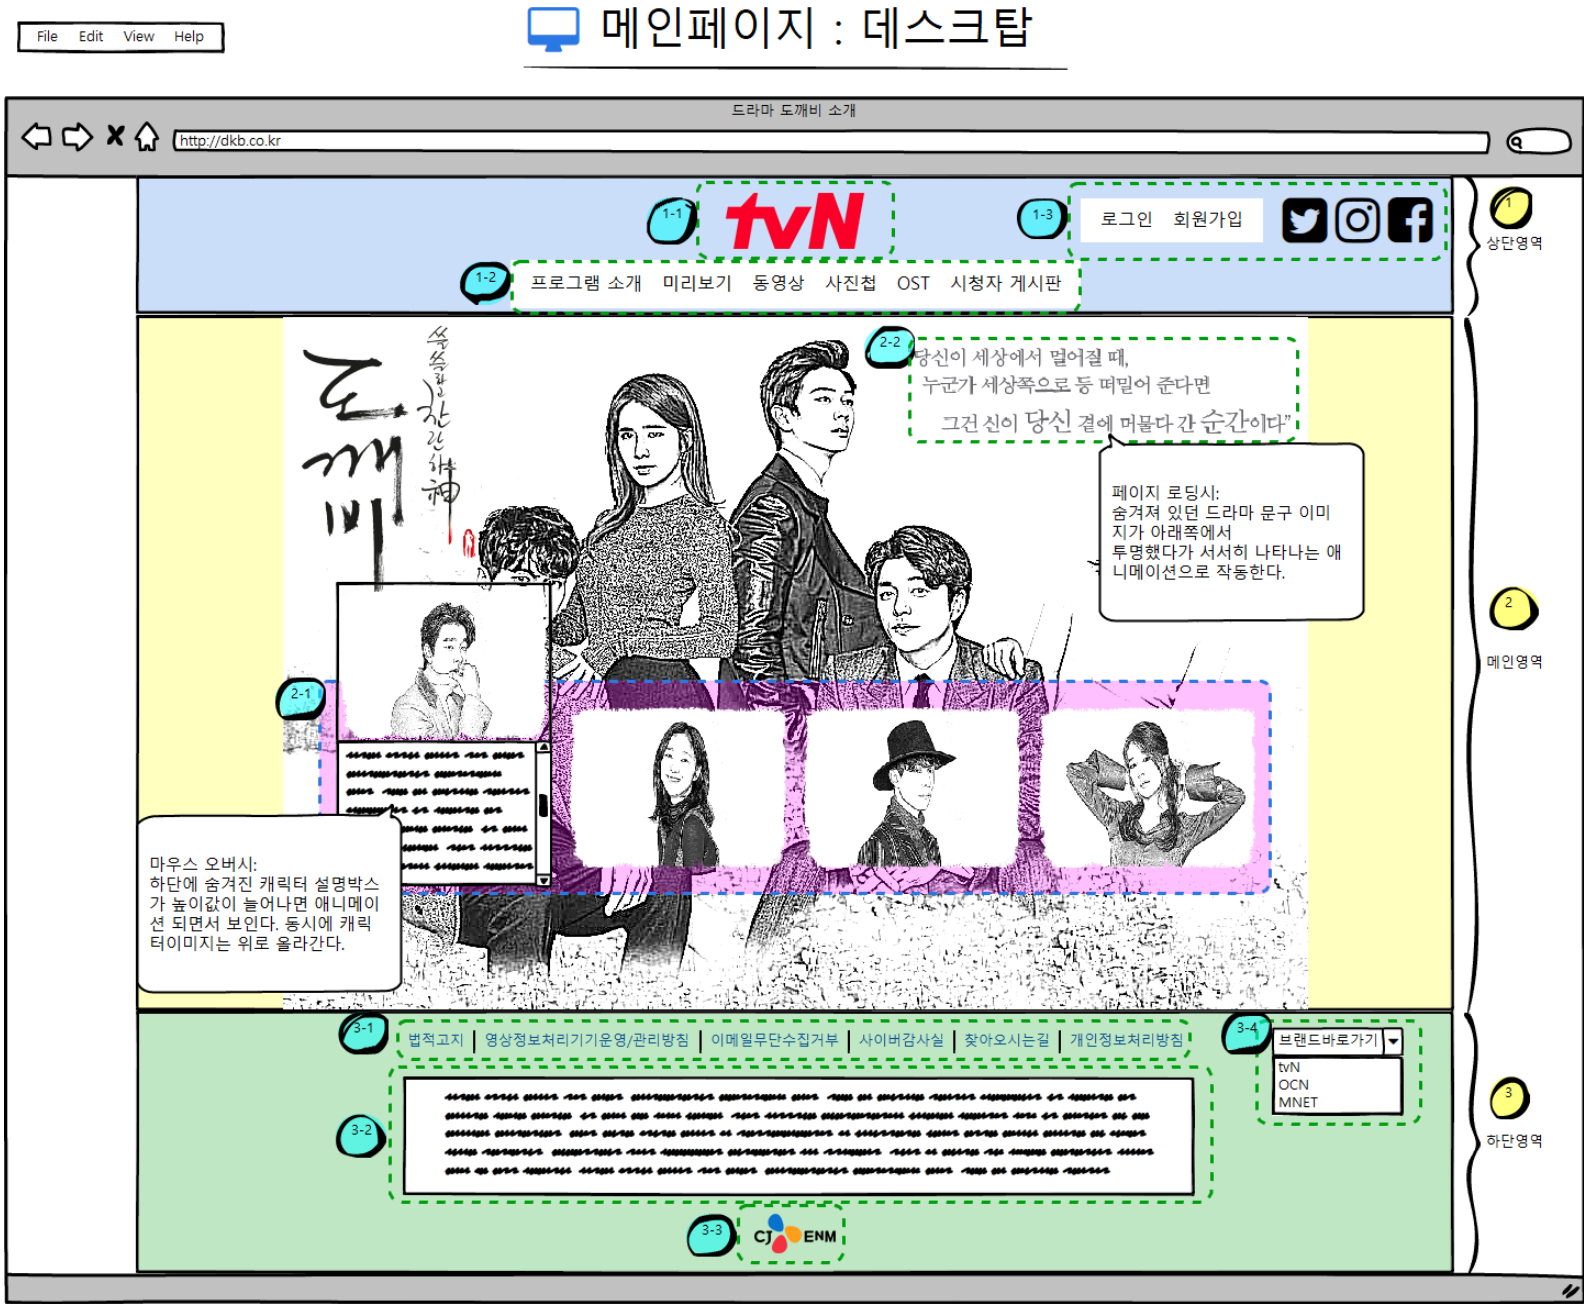 메인페이지 : 데스크탑
File Edit View Help
드라마 도깨비 소개
http://dkb.co.kr
1-1
tvN
1-3
로그인 회원가입
1
상단영역
1-2
프로그램 소개 미리보기 동영상 사진첩 OST 시청자 게시판
도깨비
쓸쓸하고 찬란하神
2-2
당신이 세상에서 멀어질 때,
누군가 세상쪽으로 등 떠밀어 준다면
그건 신이 당신 곁에 머물다 간 순간이다”
페이지 로딩시:
숨겨져 있던 드라마 문구 이미
지가 아래쪽에서
투명했다가 서서히 나타나는 애
니메이션으로 작동한다.
2
메인영역
2-1
마우스 오버시:
하단에 숨겨진 캐릭터 설명박스
가 높이값이 늘어나면 애니메이
션 되면서 보인다. 동시에 캐릭
터이미지는 위로 올라간다.
3-1
법적고지 영상정보처리기기운영/관리방침 이메일무단수집거부 사이버감사실 찾아오시는길 개인정보처리방침
3-4
브랜드바로가기
tvN
OCN
MNET
3
하단영역
3-2
3-3
CJ ENM